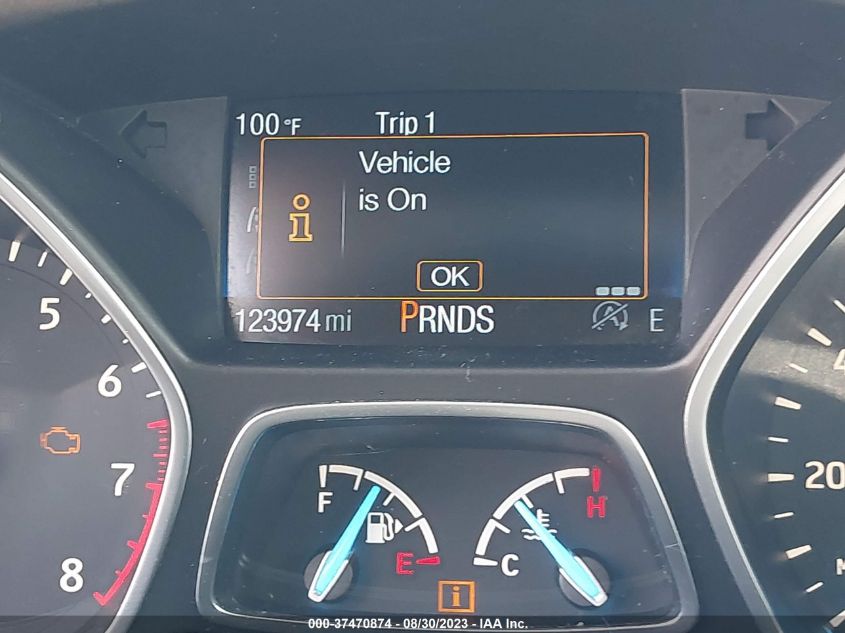 100°F Trip 1
Vehicle
is On
OK
123974 mi PRNDS E
5
6
7
8
F E
C H
20
000-37470874 - 08/30/2023 - IAA Inc.